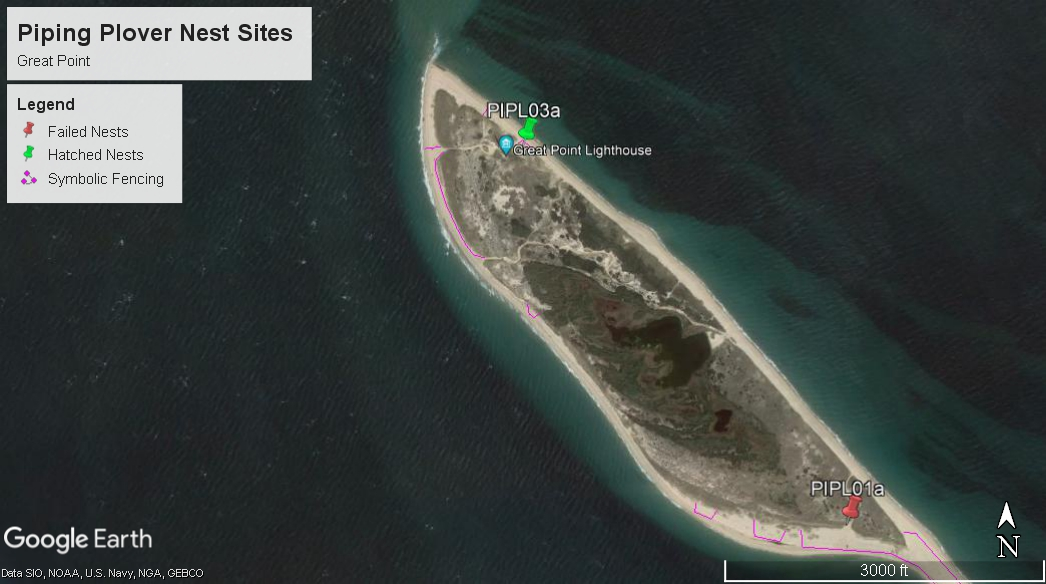 Piping Plover Nest Sites
Great Point
Legend
Failed Nests
Hatched Nests
Symbolic Fencing
PIPL03a
Great Point Lighthouse
PIPL01a
N
3000 ft
Google Earth
Data SIO, NOAA, U.S. Navy, NGA, GEBCO